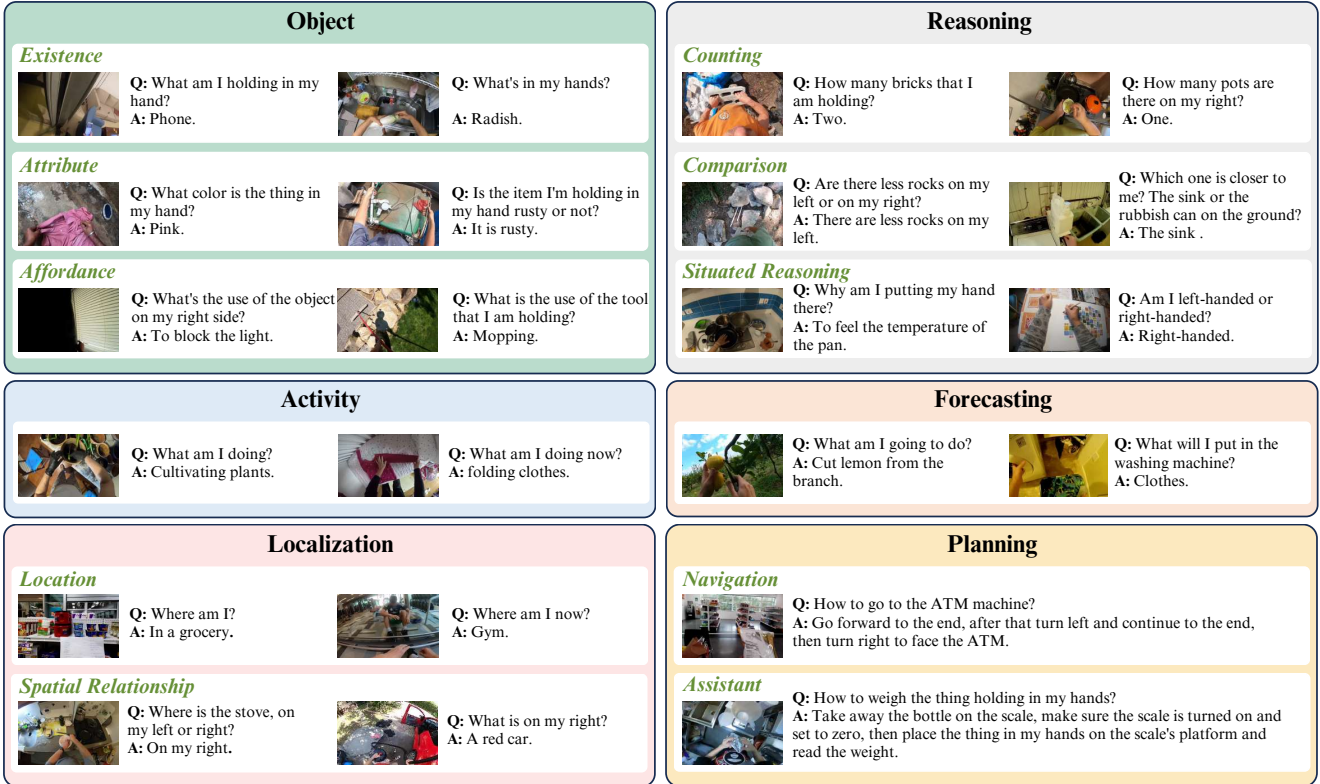 Object
Existence
Q: What am I holding in my
hand?
A: Phone.
Q: What's in my hands?
A: Radish.
Attribute
Q: What color is the thing in
my hand?
A: Pink.
Q: Is the item I'm holding in
my hand rusty or not?
A: It is rusty.
Affordance
Q: What's the use of the object
on my right side?
A: To block the light.
Q: What is the use of the tool
that I am holding?
A: Mopping.
Reasoning
Counting
Q: How many bricks that I
am holding?
A: Two.
Q: How many pots are
there on my right?
A: One.
Comparison
Q: Are there less rocks on my
left or on my right?
A: There are less rocks on my
left.
Q: Which one is closer to
me? The sink or the
rubbish can on the ground?
A: The sink .
Situated Reasoning
Q: Why am I putting my hand
there?
A: To feel the temperature of
the pan.
Q: Am I left-handed or
right-handed?
A: Right-handed.
Activity
Q: What am I doing?
A: Cultivating plants.
Q: What am I doing now?
A: folding clothes.
Forecasting
Q: What am I going to do?
A: Cut lemon from the
branch.
Q: What will I put in the
washing machine?
A: Clothes.
Localization
Location
Q: Where am I?
A: In a grocery.
Q: Where am I now?
A: Gym.
Spatial Relationship
Q: Where is the stove, on
my left or right?
A: On my right.
Q: What is on my right?
A: A red car.
Planning
Navigation
Q: How to go to the ATM machine?
A: Go forward to the end, after that turn left and continue to the end,
then turn right to face the ATM.
Assistant
Q: How to weigh the thing holding in my hands?
A: Take away the bottle on the scale, make sure the scale is turned on and
set to zero, then place the thing in my hands on the scale's platform and
read the weight.